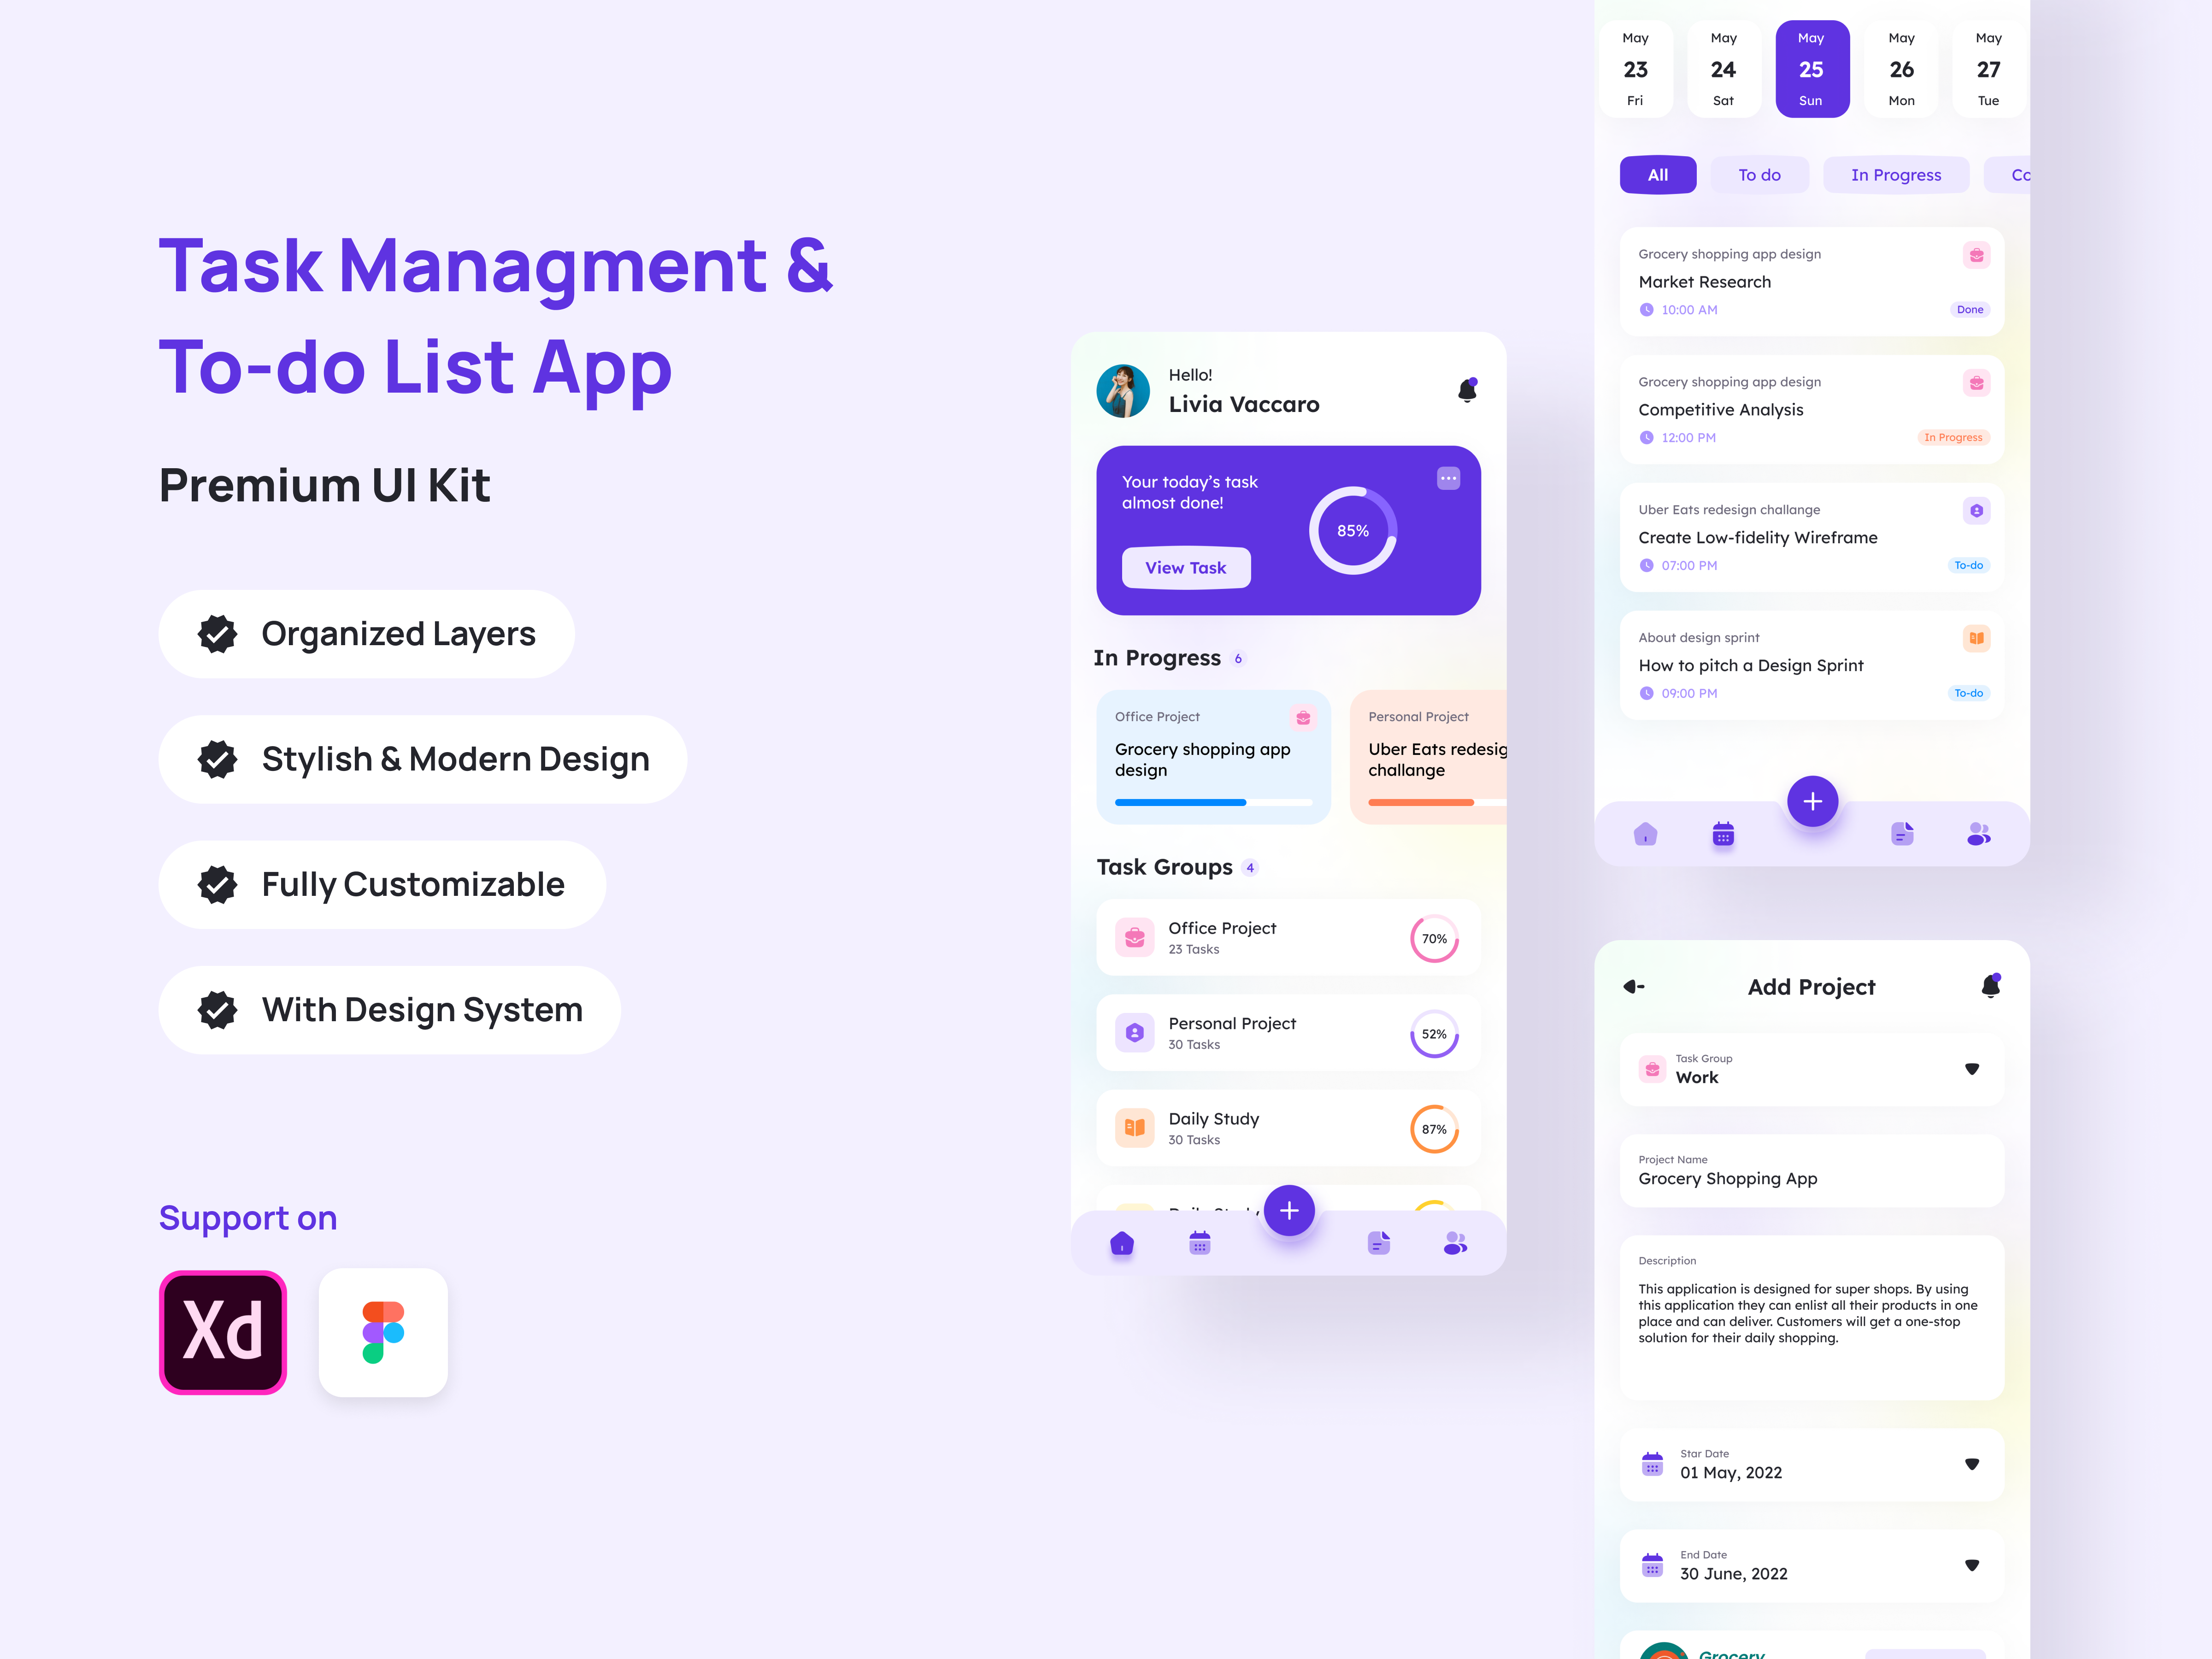 Task Managment &
To-do List App
Premium UI Kit
Organized Layers
Stylish & Modern Design
Fully Customizable
With Design System
Support on
Xd
Hello!
Livia Vaccaro
Your today's task
almost done!
View Task
85%
In Progress 6
Office Project
Grocery shopping app
design
Personal Project
Uber Eats redesig
challange
Task Groups 4
Office Project
23 Tasks
70%
Personal Project
30 Tasks
52%
Daily Study
30 Tasks
87%
Daily Study
May May May May May
23 24 25 26 27
Fri Sat Sun Mon Tue
All To do In Progress Co
Grocery shopping app design
Market Research
10:00 AM Done
Grocery shopping app design
Competitive Analysis
12:00 PM In Progress
Uber Eats redesign challange
Create Low-fidelity Wireframe
07:00 PM To-do
About design sprint
How to pitch a Design Sprint
09:00 PM To-do
Add Project
Task Group
Work
Project Name
Grocery Shopping App
Description
This application is designed for super shops. By using
this application they can enlist all their products in one
place and can deliver. Customers will get a one-stop
solution for their daily shopping.
Star Date
01 May, 2022
End Date
30 June, 2022
Grocery